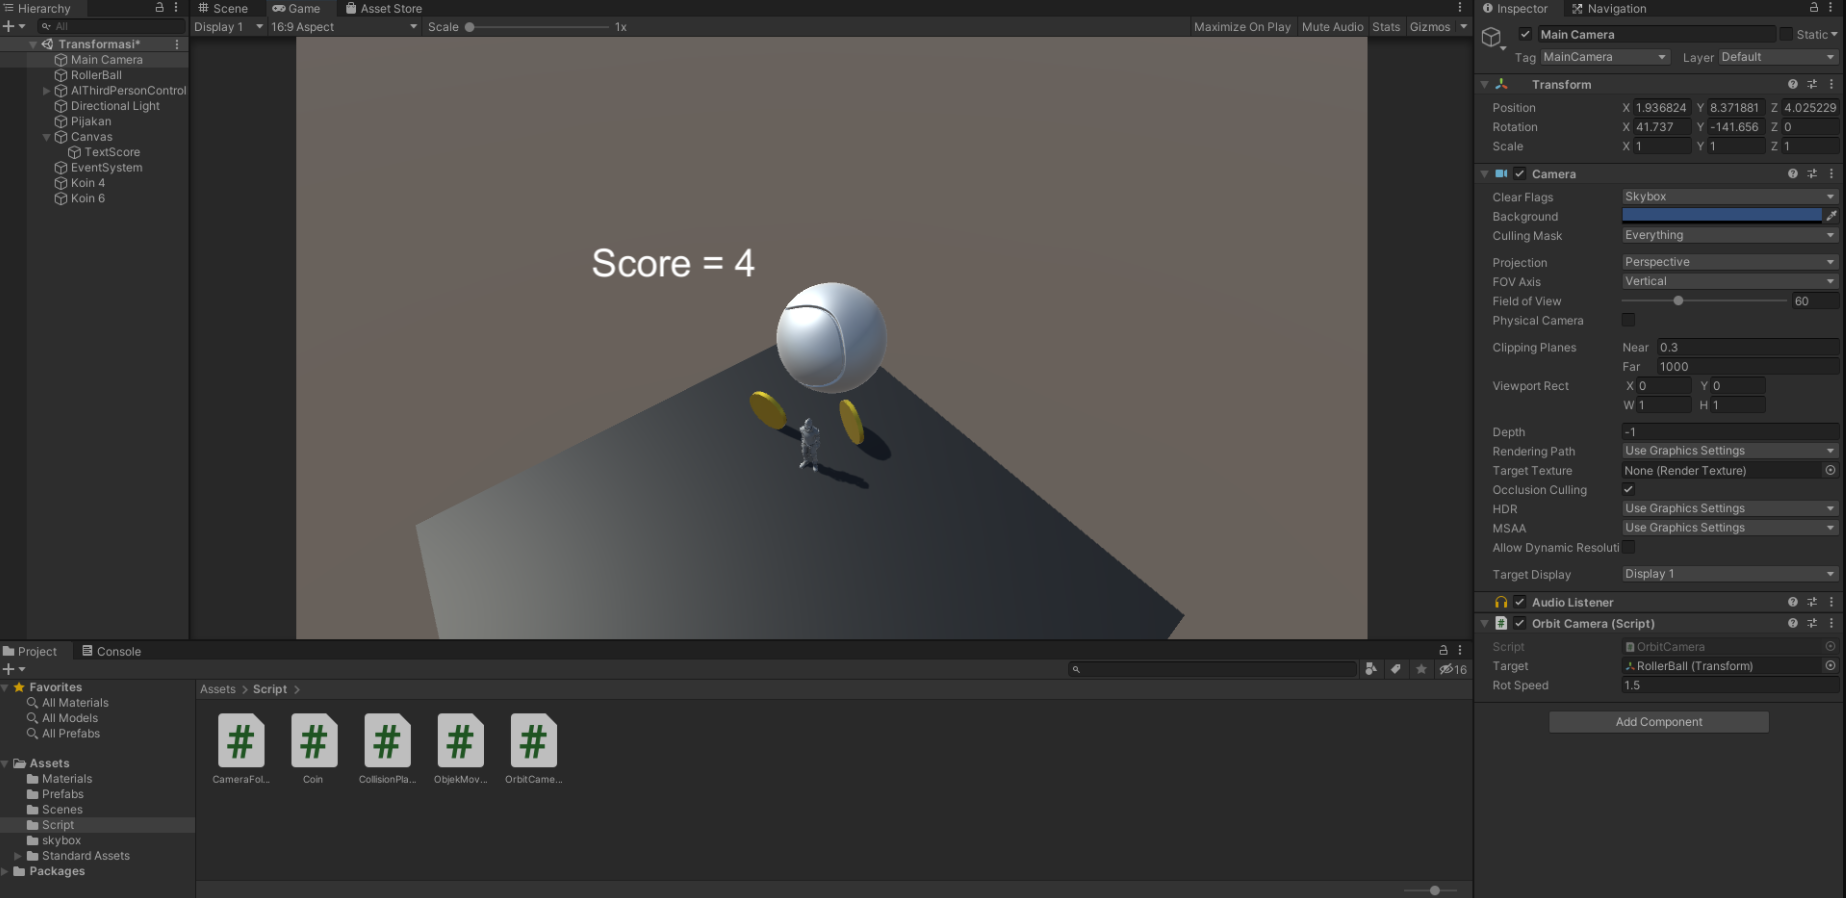 Hierarchy
All
Transformasi*
Main Camera
RollerBall
AIThirdPersonControl
Directional Light
Pijakan
Canvas
TextScore
EventSystem
Koin 4
Koin 6
Scene Game Asset Store
Display 1 16:9 Aspect Scale 1x Maximize On Play Mute Audio Stats Gizmos
Score = 4
Inspector Navigation
Main Camera Static
Tag MainCamera Layer Default
Transform
Position X 1.936824 Y 8.371881 Z 4.025229
Rotation X 41.737 Y -141.656 Z 0
Scale X 1 Y 1 Z 1
Camera
Clear Flags Skybox
Background
Culling Mask Everything
Projection Perspective
FOV Axis Vertical
Field of View 60
Physical Camera
Clipping Planes Near 0.3
Far 1000
Viewport Rect X 0 Y 0
W 1 H 1
Depth -1
Rendering Path Use Graphics Settings
Target Texture None (Render Texture)
Occlusion Culling
HDR Use Graphics Settings
MSAA Use Graphics Settings
Allow Dynamic Resoluti
Target Display Display 1
Audio Listener
# Orbit Camera (Script)
Script OrbitCamera
Target RollerBall (Transform)
Rot Speed 1.5
Add Component
Project Console
16
Favorites
All Materials
All Models
All Prefabs
Assets
Materials
Prefabs
Scenes
Script
skybox
Standard Assets
Packages
Assets > Script >
# # # # #
CameraFol... Coin CollisionPla... ObjekMov... OrbitCame...